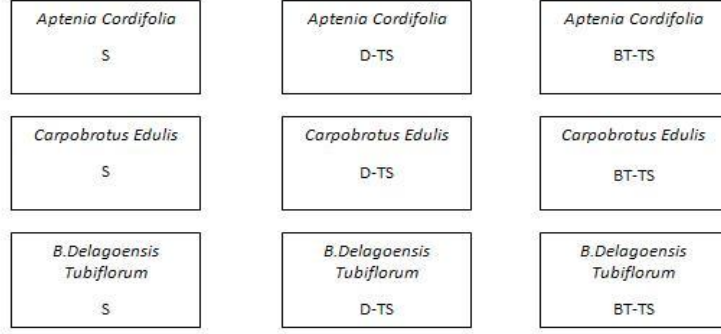 Aptenia Cordifolia
S
Aptenia Cordifolia
D-TS
Aptenia Cordifolia
BT-TS
Carpobrotus Edulis
S
Carpobrotus Edulis
D-TS
Carpobrotus Edulis
BT-TS
B.Delagoensis
Tubiflorum
S
B.Delagoensis
Tubiflorum
D-TS
B.Delagoensis
Tubiflorum
BT-TS